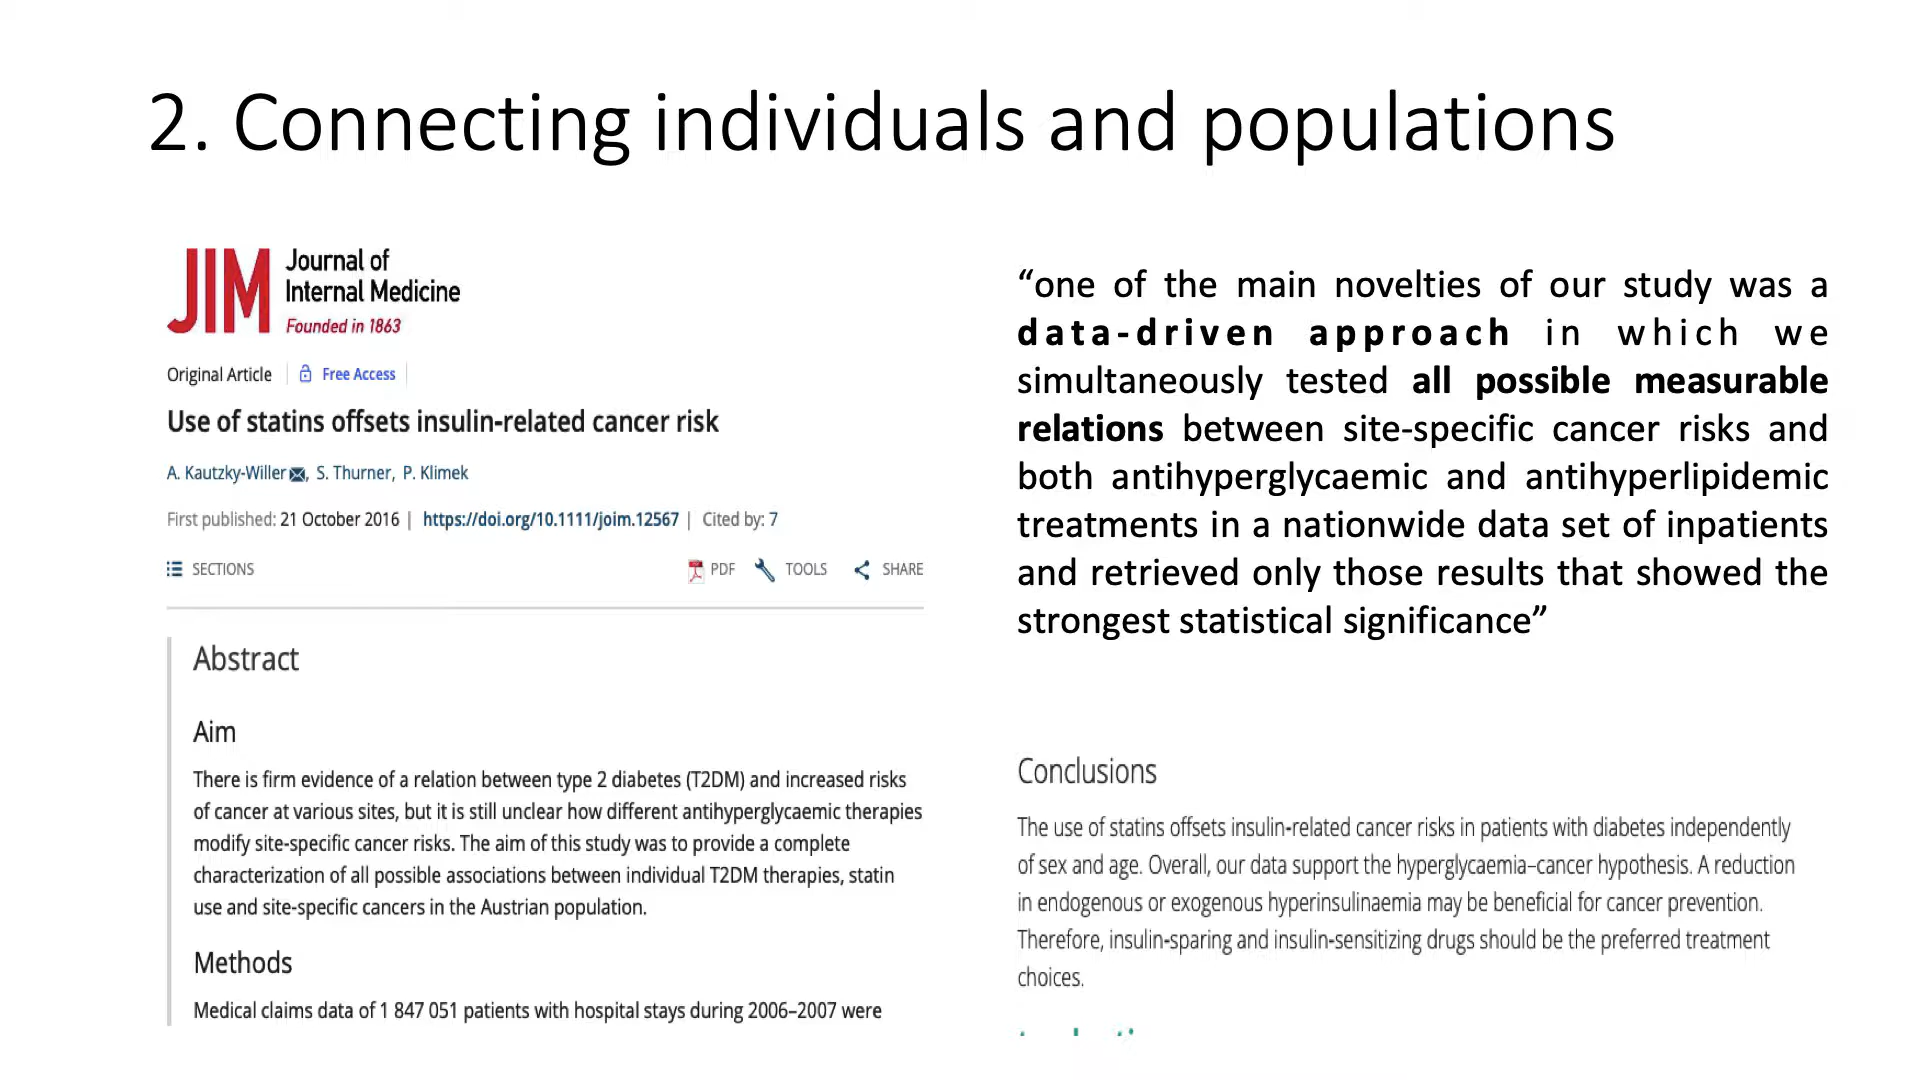 2. Connecting individuals and populations
JIM
Journal of
Internal Medicine
Founded in 1863
Original Article
Free Access
Use of statins offsets insulin-related cancer risk
A. Kautzky-Willer, S. Thurner, P. Klimek
First published: 21 October 2016 | https://doi.org/10.1111/joim.12567 | Cited by: 7
SECTIONS
PDF
TOOLS
SHARE
Abstract
Aim
There is firm evidence of a relation between type 2 diabetes (T2DM) and increased risks
of cancer at various sites, but it is still unclear how different antihyperglycaemic therapies
modify site-specific cancer risks. The aim of this study was to provide a complete
characterization of all possible associations between individual T2DM therapies, statin
use and site-specific cancers in the Austrian population.
Methods
Medical claims data of 1 847 051 patients with hospital stays during 2006–2007 were
“one of the main novelties of our study was a
data-driven approach in which we
simultaneously tested all possible measurable
relations between site-specific cancer risks and
both antihyperglycaemic and antihyperlipidemic
treatments in a nationwide data set of inpatients
and retrieved only those results that showed the
strongest statistical significance”
Conclusions
The use of statins offsets insulin-related cancer risks in patients with diabetes independently
of sex and age. Overall, our data support the hyperglycaemia–cancer hypothesis. A reduction
in endogenous or exogenous hyperinsulinaemia may be beneficial for cancer prevention.
Therefore, insulin-sparing and insulin-sensitizing drugs should be the preferred treatment
choices.